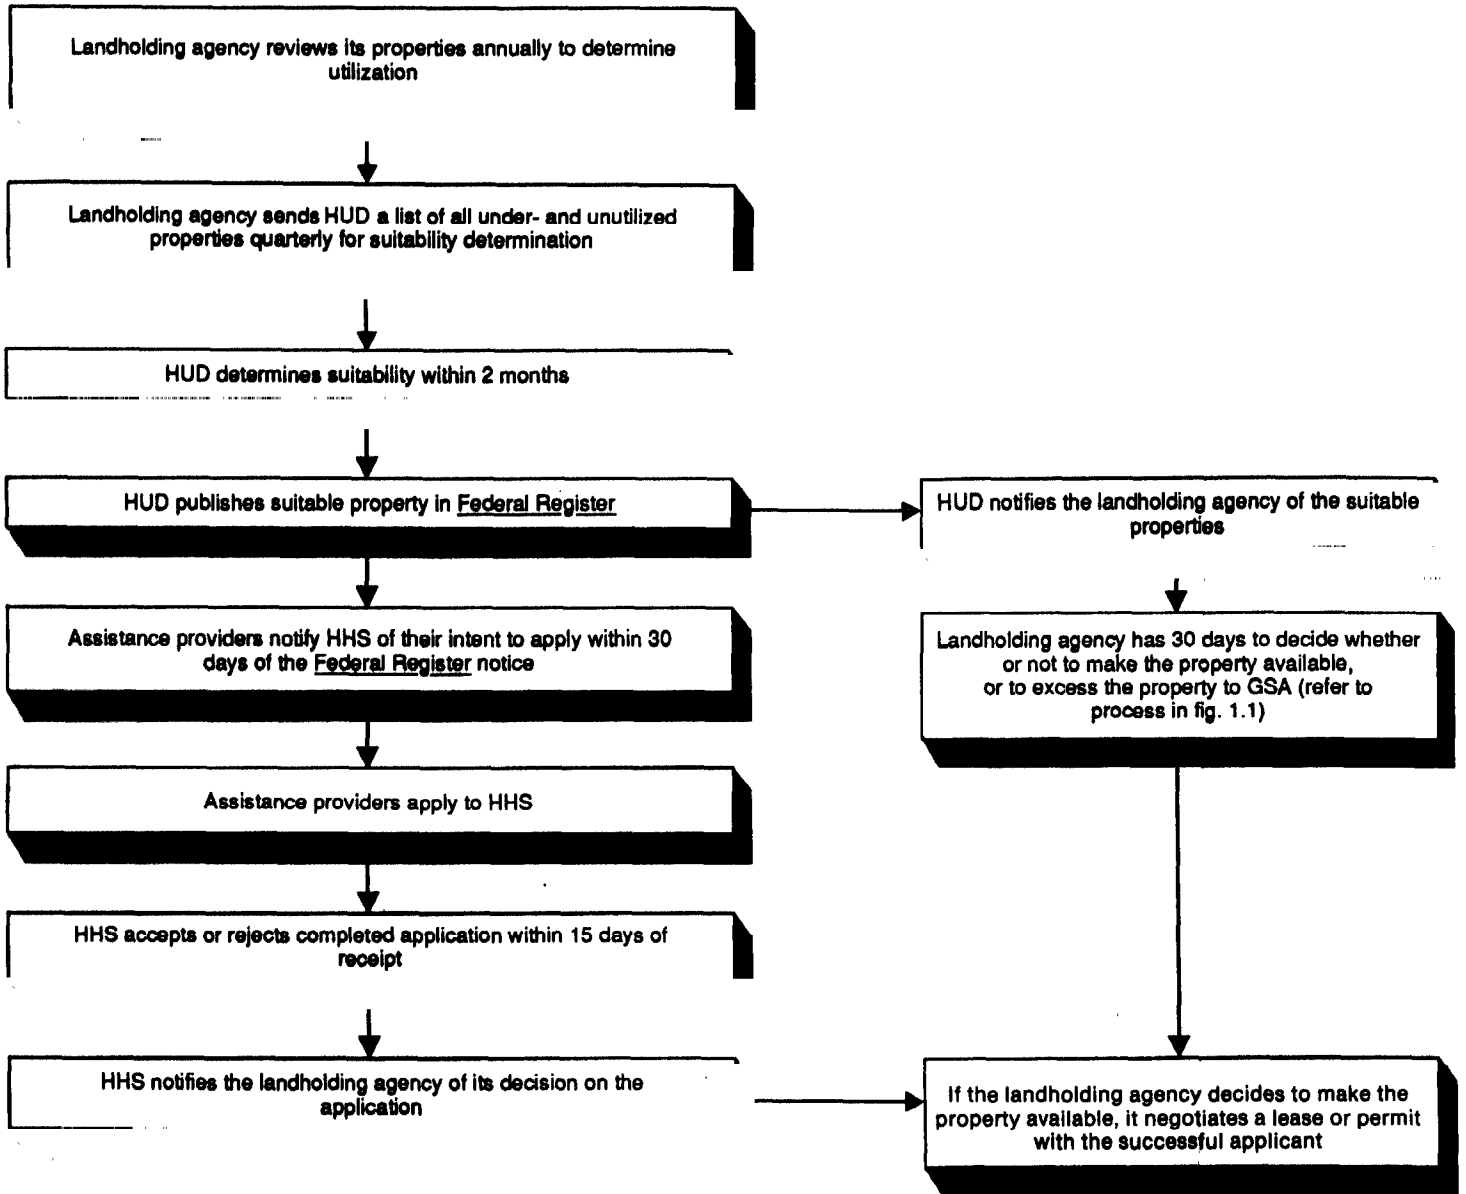 Landholding agency reviews its properties annually to determine
utilization
Landholding agency sends HUD a list of all under- and unutilized
properties quarterly for suitability determination
HUD determines suitability within 2 months
HUD publishes suitable property in Federal Register
HUD notifies the landholding agency of the suitable
properties
Assistance providers notify HHS of their intent to apply within 30
days of the Federal Register notice
Landholding agency has 30 days to decide whether
or not to make the property available,
or to excess the property to GSA (refer to
process in fig. 1.1)
Assistance providers apply to HHS
HHS accepts or rejects completed application within 15 days of
receipt
HHS notifies the landholding agency of its decision on the
application
If the landholding agency decides to make the
property available, it negotiates a lease or permit
with the successful applicant